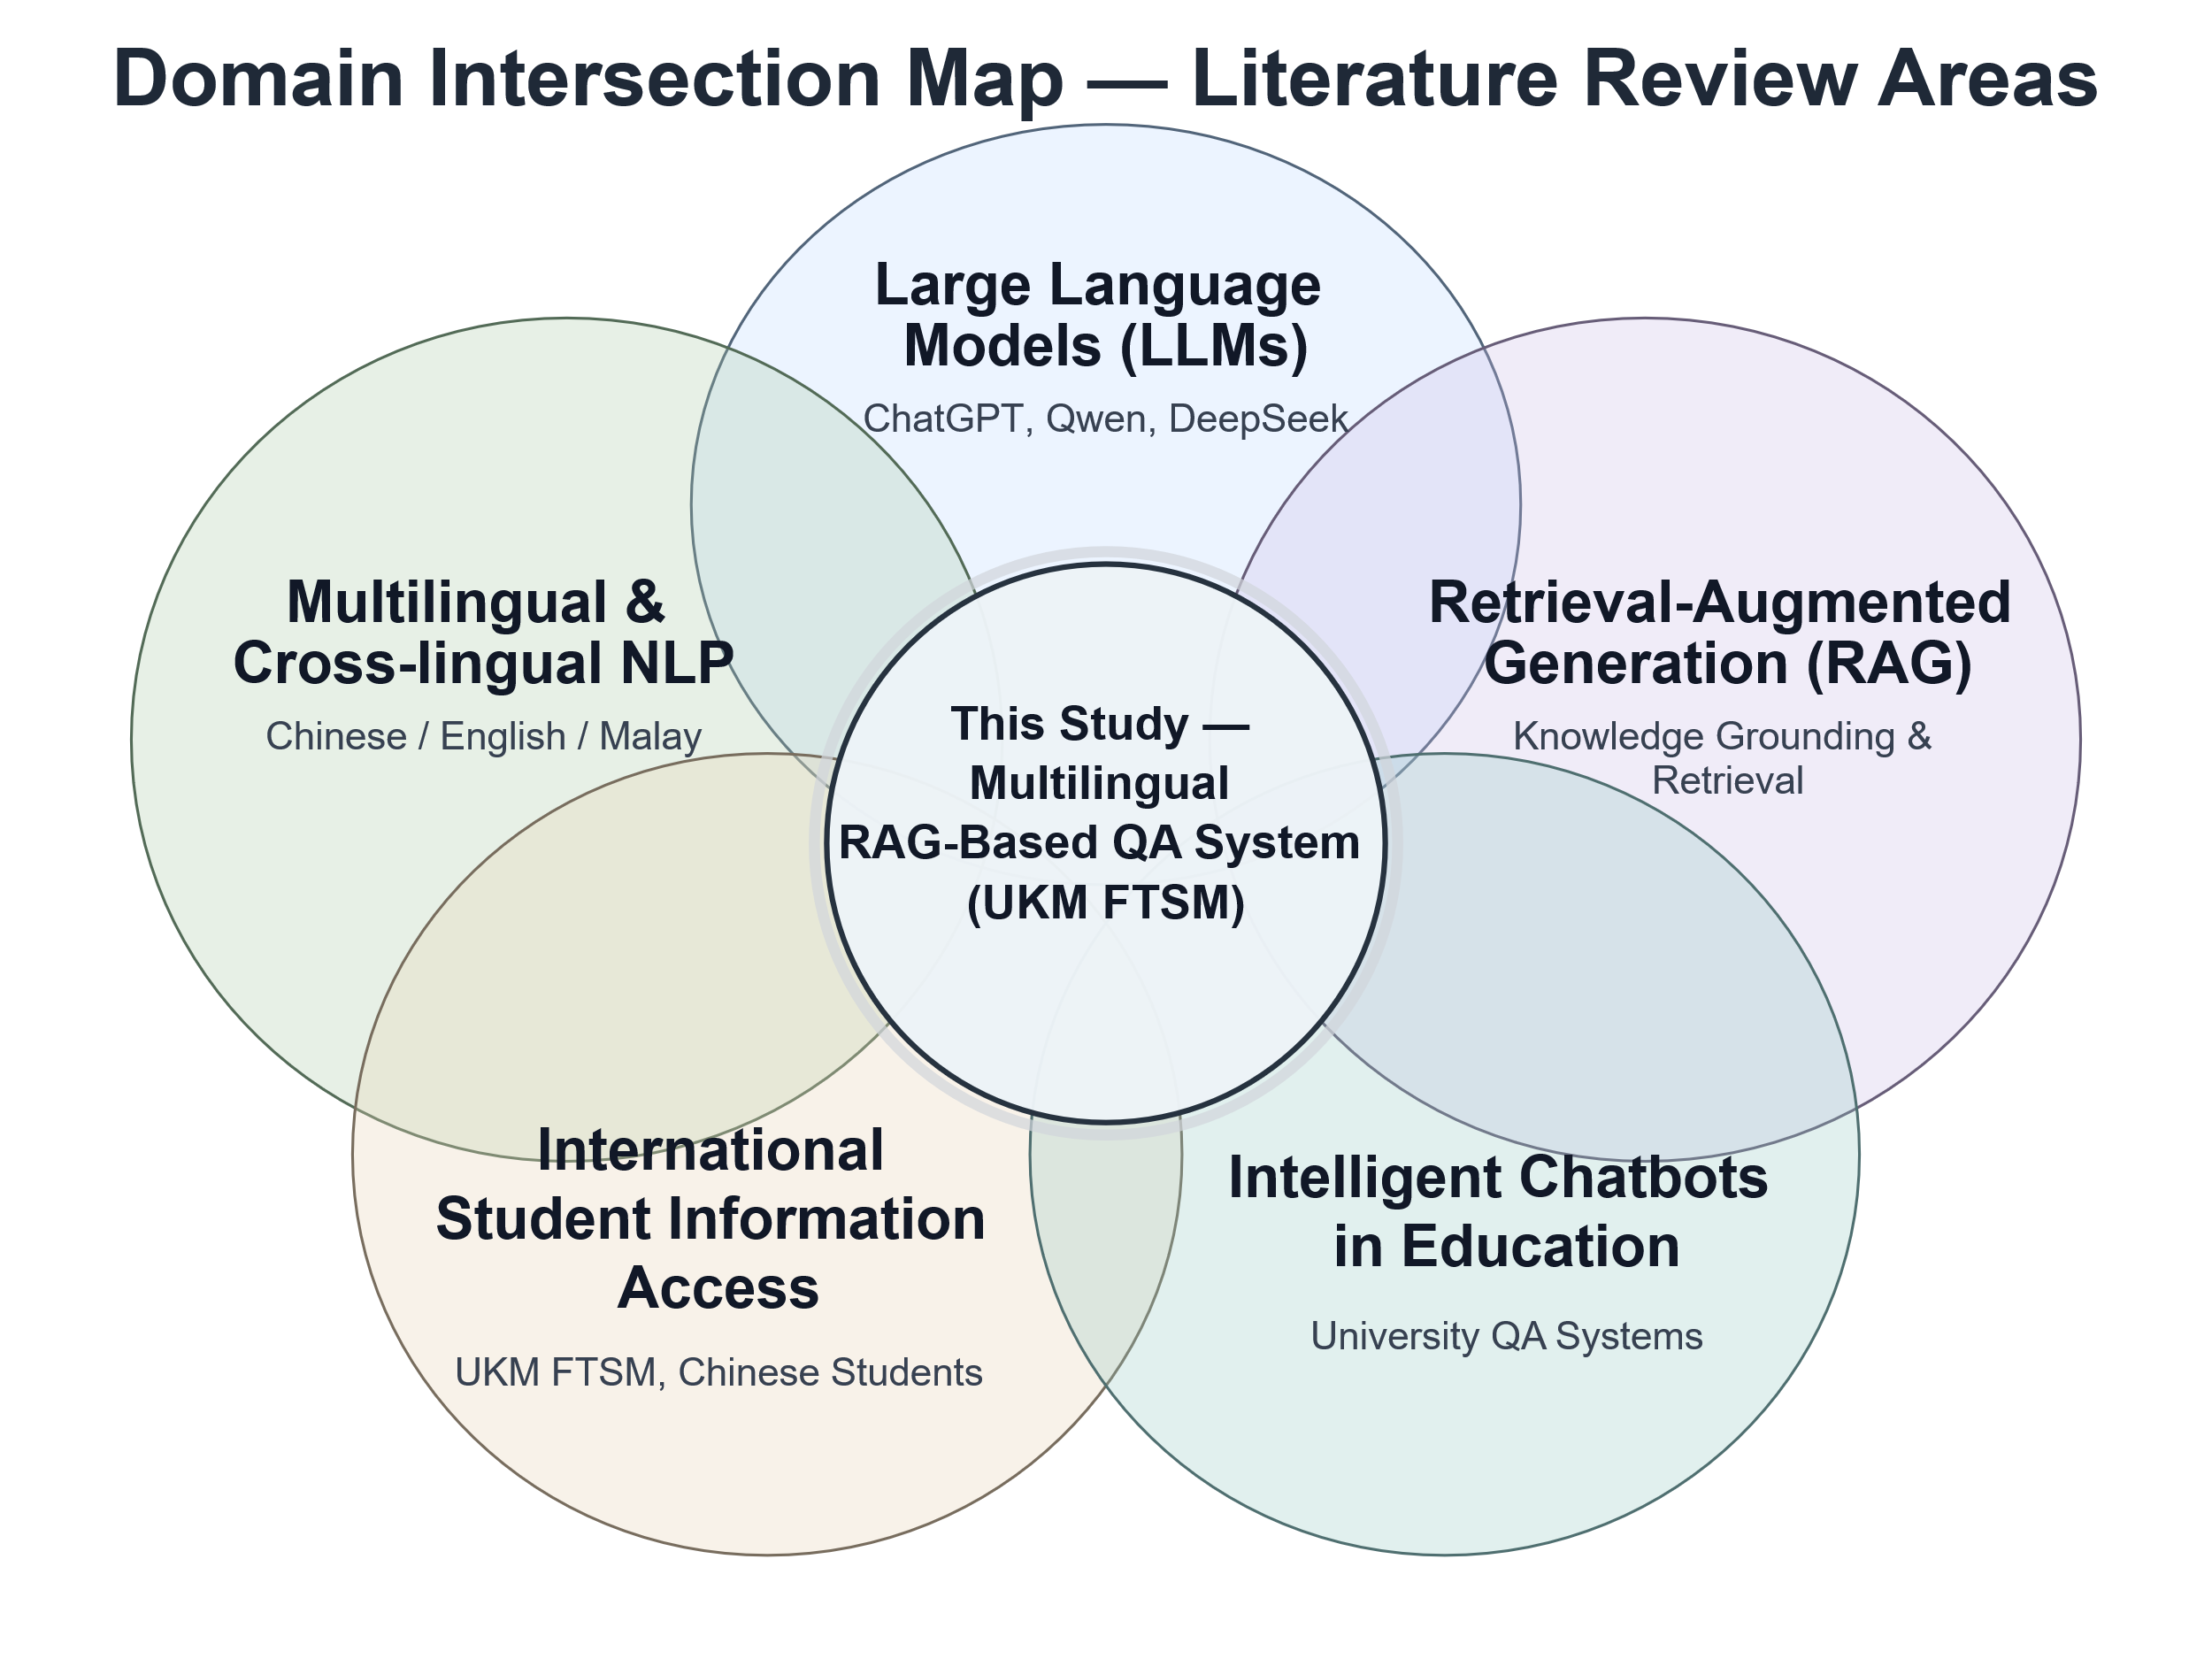 Domain Intersection Map — Literature Review Areas
Large Language
Models (LLMs)
ChatGPT, Qwen, DeepSeek
Multilingual &
Cross-lingual NLP
Chinese / English / Malay
Retrieval-Augmented
Generation (RAG)
Knowledge Grounding &
Retrieval
This Study —
Multilingual
RAG-Based QA System
(UKM FTSM)
International
Student Information
Access
UKM FTSM, Chinese Students
Intelligent Chatbots
in Education
University QA Systems